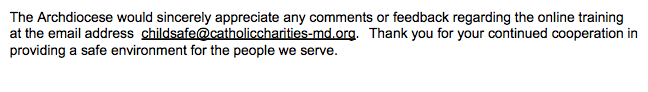 The Archdiocese would sincerely appreciate any comments or feedback regarding the online training
at the email address childsafe@catholiccharities-md.org. Thank you for your continued cooperation in
providing a safe environment for the people we serve.